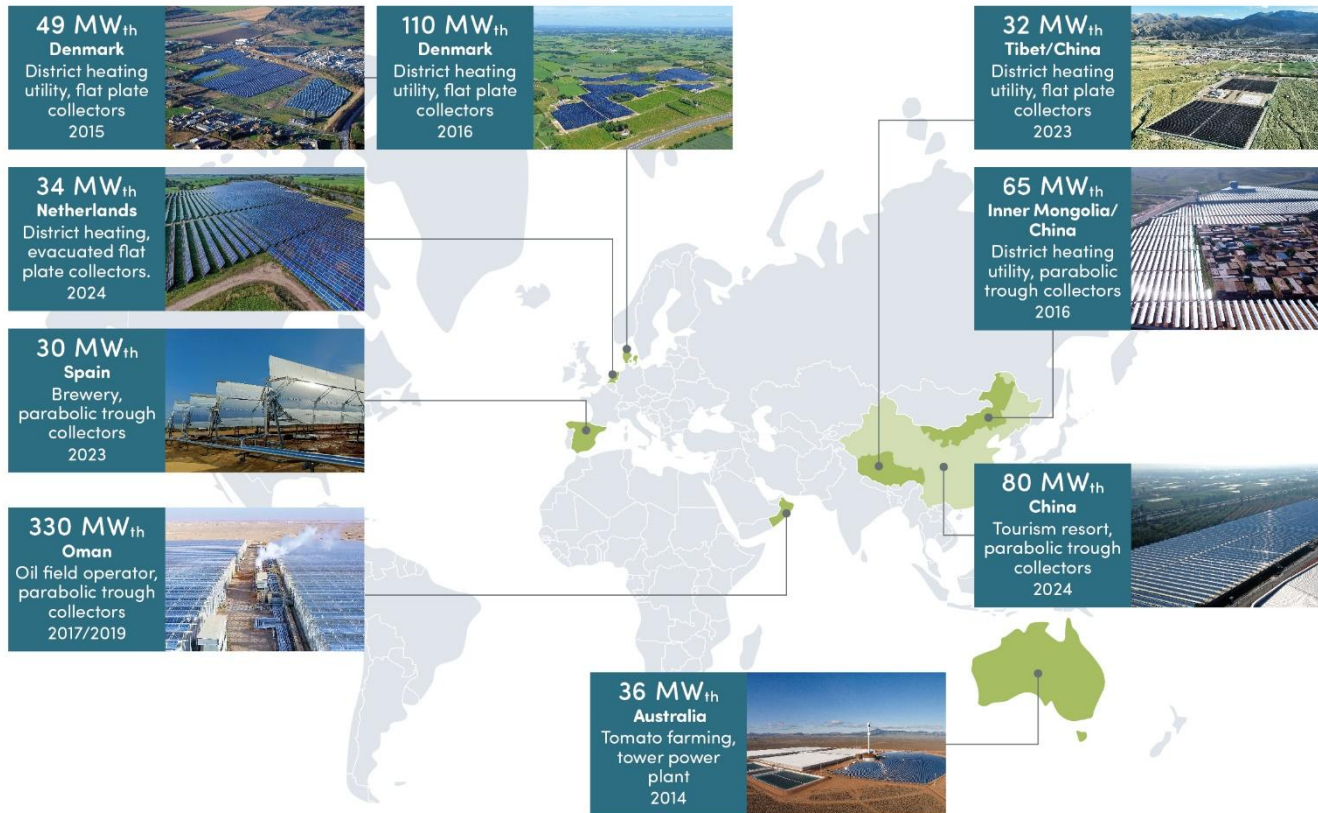 49 MWth
Denmark
District heating
utility, flat plate
collectors
2015
110 MWth
Denmark
District heating
utility, flat plate
collectors
2016
32 MWth
Tibet/China
District heating
utility, flat plate
collectors
2023
34 MWth
Netherlands
District heating,
evacuated flat
plate collectors.
2024
65 MWth
Inner Mongolia/
China
District heating
utility, parabolic
trough collectors
2016
30 MWth
Spain
Brewery,
parabolic trough
collectors
2023
330 MWth
Oman
Oil field operator,
parabolic trough
collectors
2017/2019
80 MWth
China
Tourism resort,
parabolic trough
collectors
2024
36 MWth
Australia
Tomato farming,
tower power
plant
2014